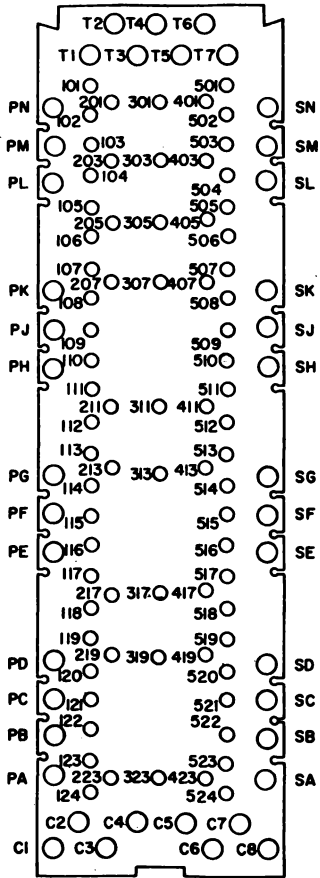 T2 T4 T6
T1 T3 T5 T7
101 501
PN 201 301 401 SN
102 502
PM 103 503 SM
203 303 403
PL 104 504 SL
105 505
205 305 405
106 506
107 507
PK 207 307 407 SK
108 508
PJ 109 509 SJ
PH 110 510 SH
111 511
211 311 411
112 512
113 513
PG 213 313 413 SG
114 514
PF 115 515 SF
PE 116 516 SE
117 517
217 317 417
118 518
119 519
PD 219 319 419 SD
120 520
PC 121 521 SC
PB 122 522 SB
123 523
PA 223 323 423 SA
124 524
C2 C4 C5 C7
C1 C3 C6 C8